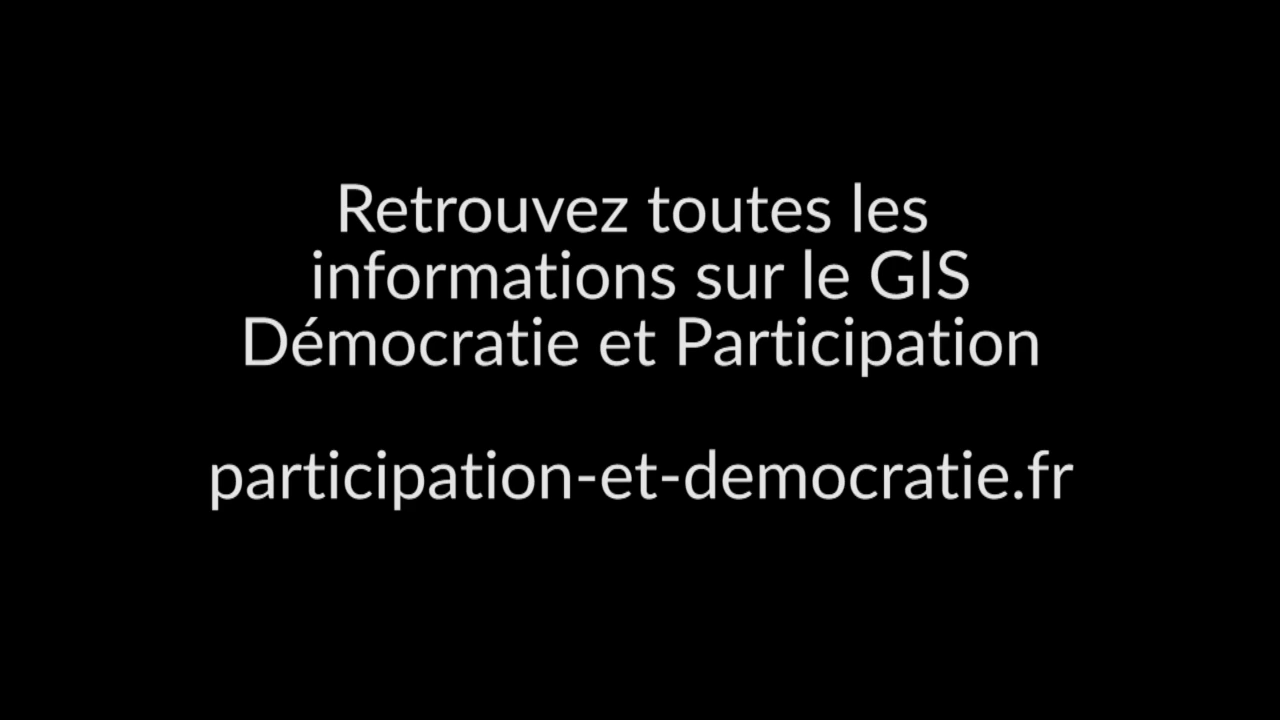 Retrouvez toutes les
informations sur le GIS
Démocratie et Participation
participation-et-democratie.fr